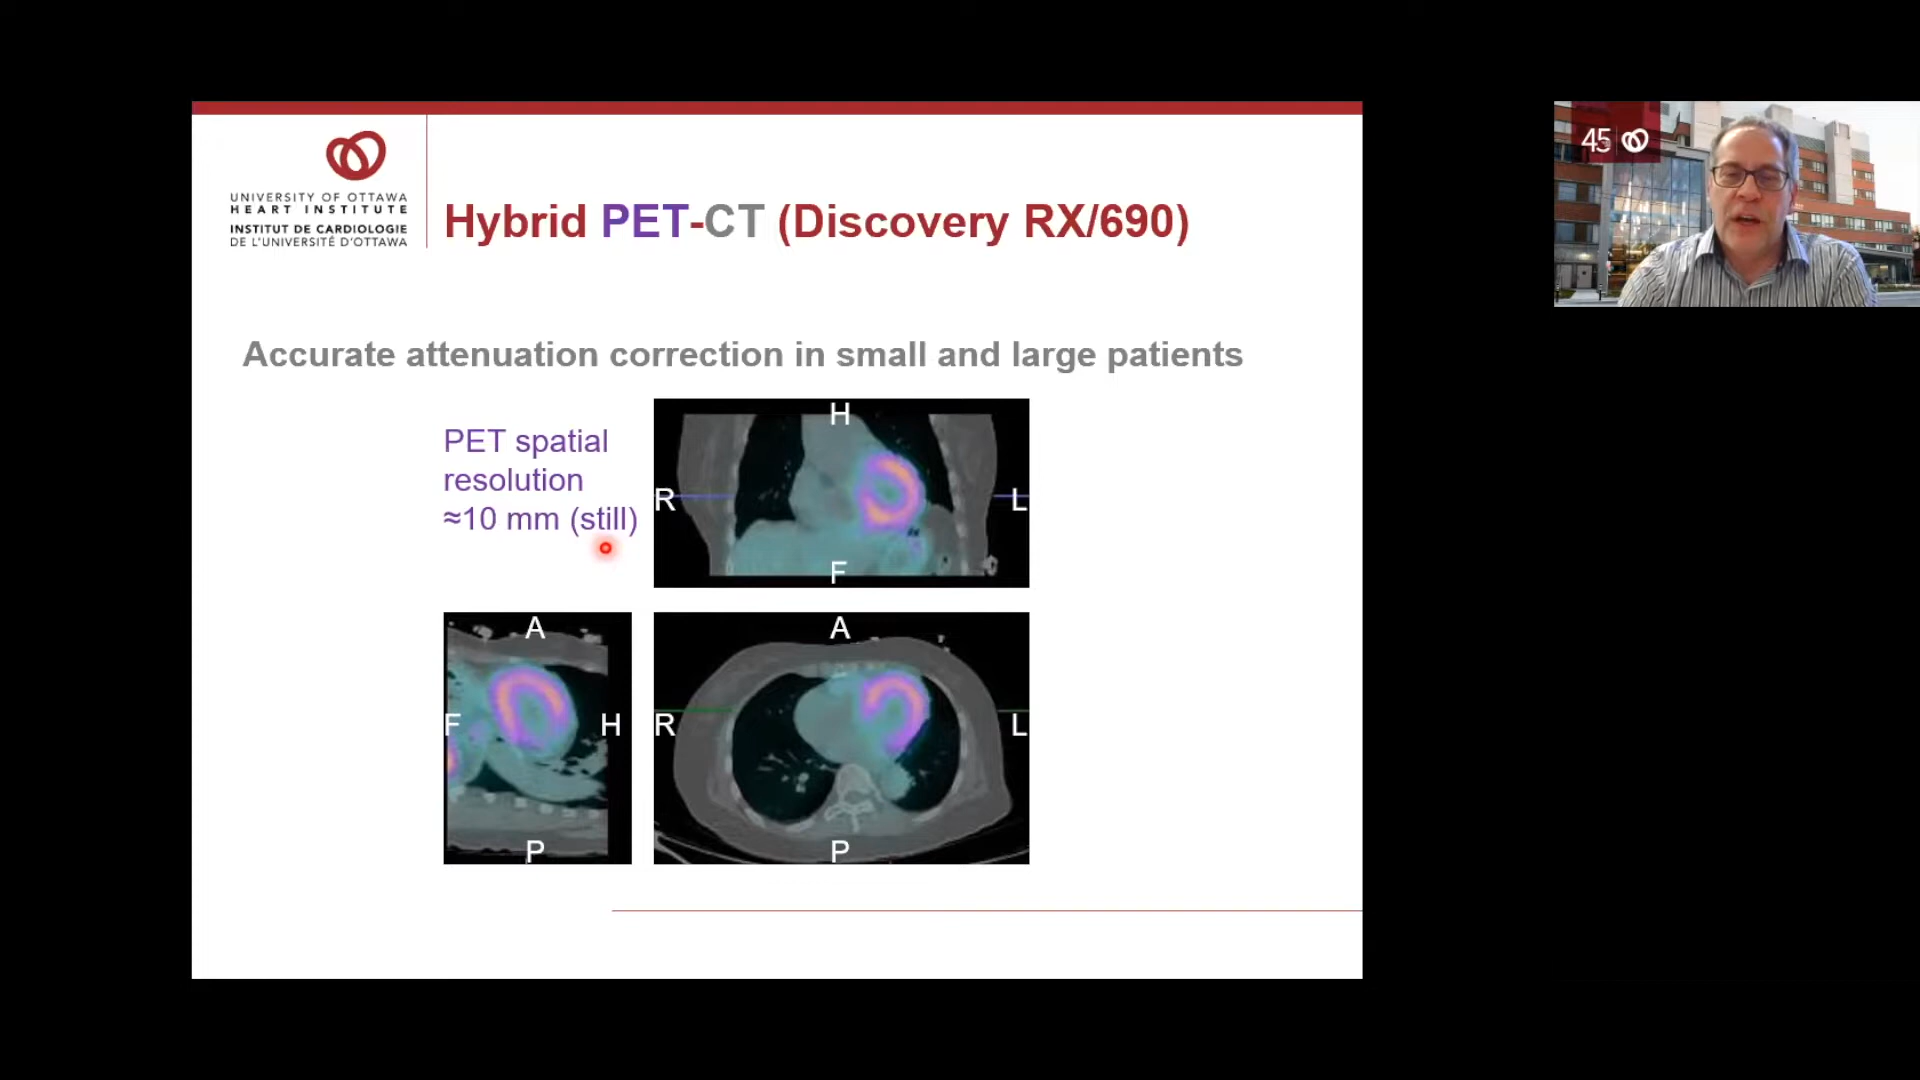 UNIVERSITY OF OTTAWA
HEART INSTITUTE
INSTITUT DE CARDIOLOGIE
DE L'UNIVERSITÉ D'OTTAWA
Hybrid PET-CT (Discovery RX/690)
Accurate attenuation correction in small and large patients
PET spatial
resolution
≈10 mm (still)
H
R
L
F
A
F
H
P
A
R
L
P
45